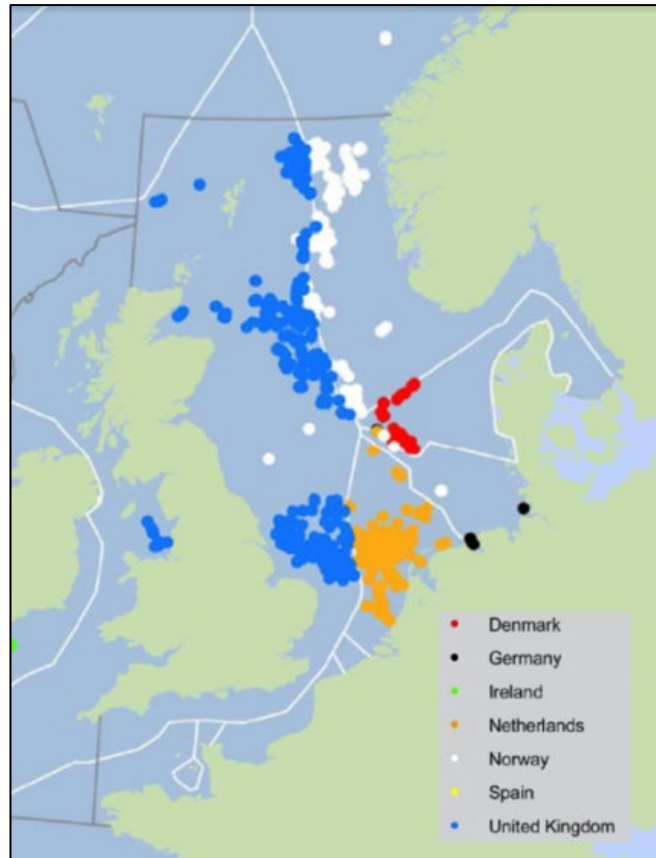 Denmark
Germany
Ireland
Netherlands
Norway
Spain
United Kingdom